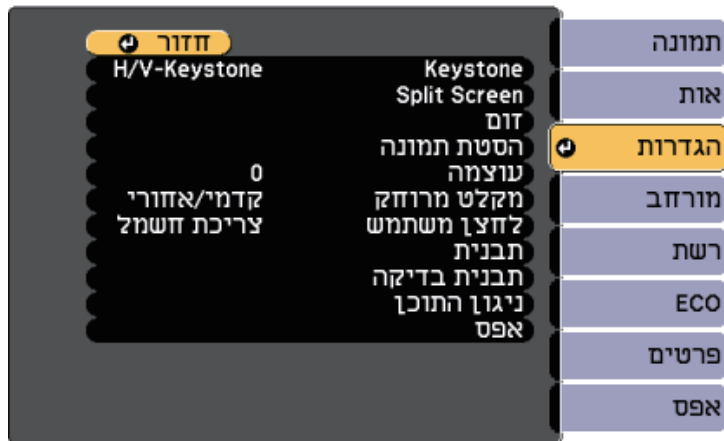 תמונה
אות
הגדרות
מורחב
רשת
ECO
פרטים
אפס
חזור
Keystone H/V-Keystone
Split Screen
זום
הסטת תמונה
עוצמה 0
מקלט מרוחק קדמי/אחורי
לחצן משתמש צריכת חשמל
תבנית
תבנית בדיקה
ניגון התוכן
אפס